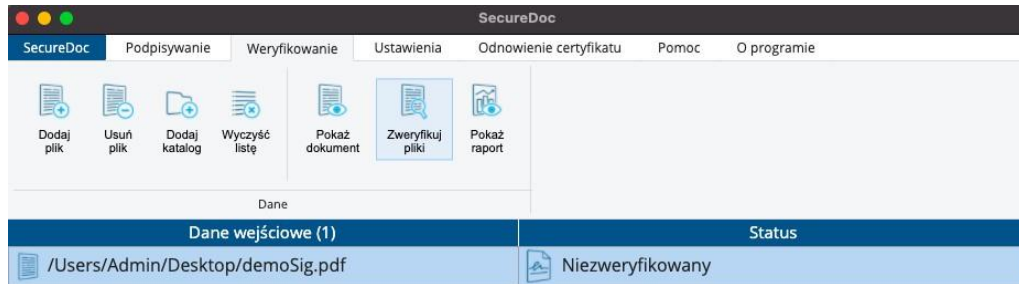 SecureDoc
SecureDoc Podpisywanie Weryfikowanie Ustawienia Odnowienie certyfikatu Pomoc O programie
Dodaj plik
Usuń plik
Dodaj katalog
Wyczyść listę
Pokaż dokument
Zweryfikuj pliki
Pokaż raport
Dane
Dane wejściowe (1) Status
/Users/Admin/Desktop/demoSig.pdf Niezweryfikowany